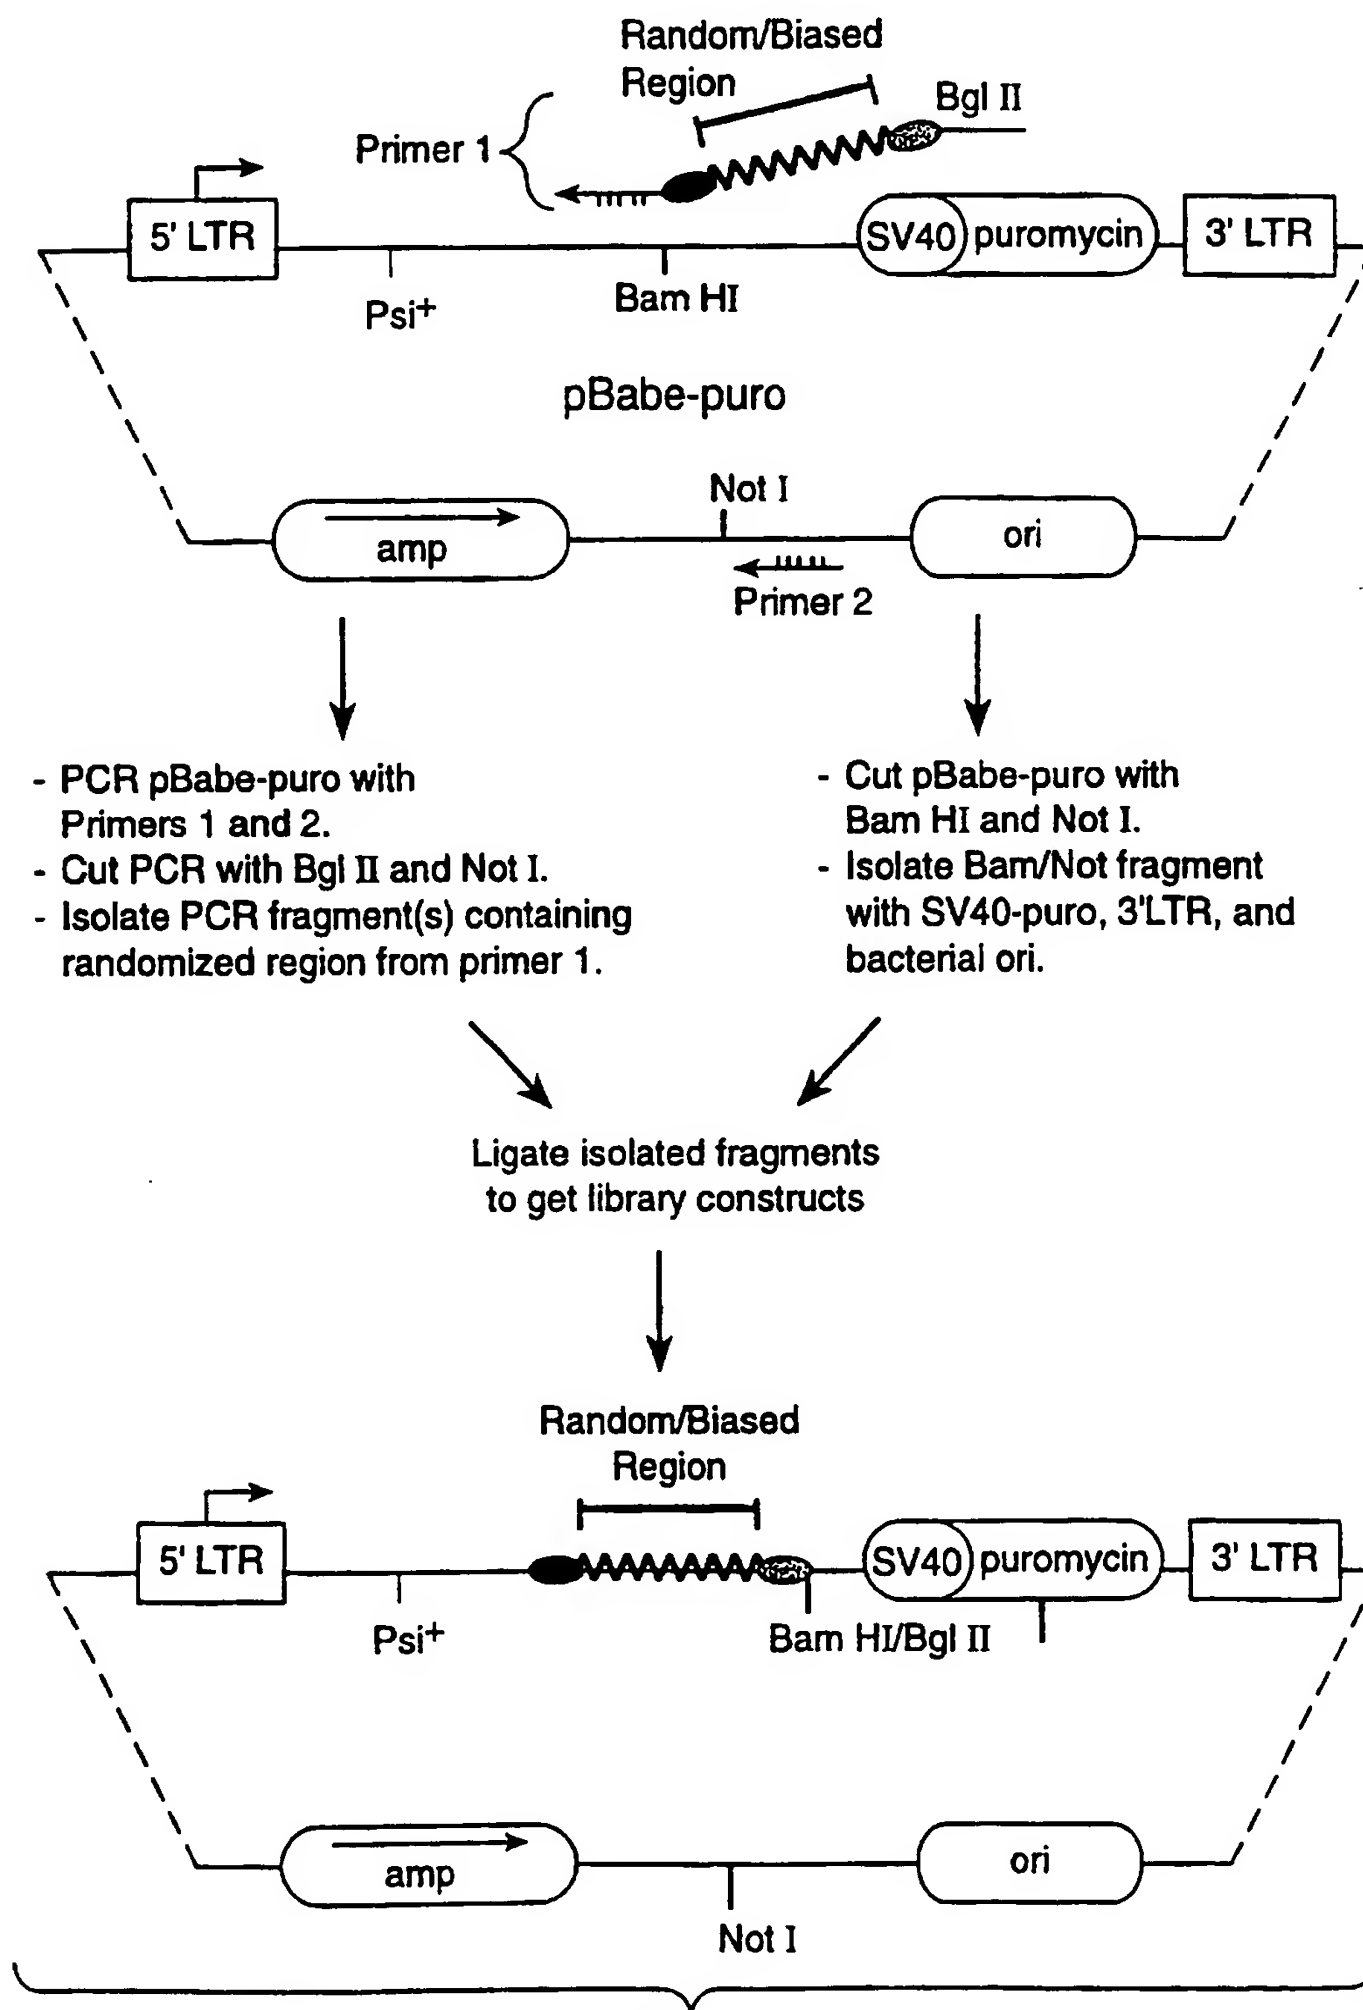 Random/Biased
Region
Bgl II
Primer 1
5' LTR
SV40
puromycin
3' LTR
Psi+
Bam HI
pBabe-puro
Not I
amp
ori
Primer 2
- PCR pBabe-puro with
Primers 1 and 2.
- Cut PCR with Bgl II and Not I.
- Isolate PCR fragment(s) containing
randomized region from primer 1.
- Cut pBabe-puro with
Bam HI and Not I.
- Isolate Bam/Not fragment
with SV40-puro, 3'LTR, and
bacterial ori.
Ligate isolated fragments
to get library constructs
Random/Biased
Region
5' LTR
SV40
puromycin
3' LTR
Psi+
Bam HI/Bgl II
amp
ori
Not I